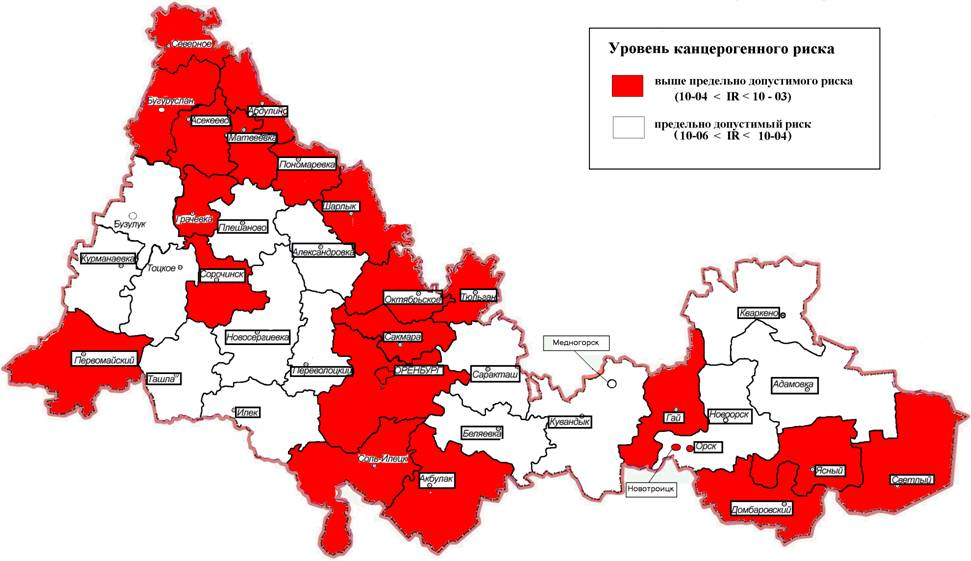 Уровень канцерогенного риска
выше предельно допустимого риска
(10-04 < IR < 10 - 03)
предельно допустимый риск
(10-06 < IR < 10-04)
Северное
Бугуруслан
Абдулино
Асекеево
Матвеевка
Пономаревка
Шарлык
Грачевка
Плешаново
Бузулук
Александровка
Курманаевка
Тоцкое
Сорочинск
Октябрьское
Тюльган
Кваркено
Новосергиевка
Сакмара
Медногорск
Первомайский
Ташла
Переволоцкий
ОРЕНБУРГ
Саракташ
Адамовка
Илек
Беляевка
Кувандык
Гай
Новоорск
Орск
Соль-Илецк
Акбулак
Новотроицк
Ясный
Светлый
Домбаровский